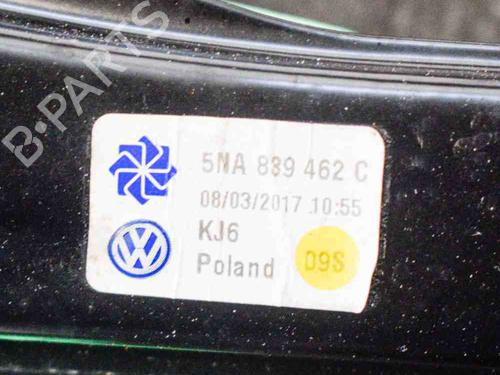 B-PARTS
5NA 839 462 C
08/03/2017 10:55
KJ6
Poland
09S